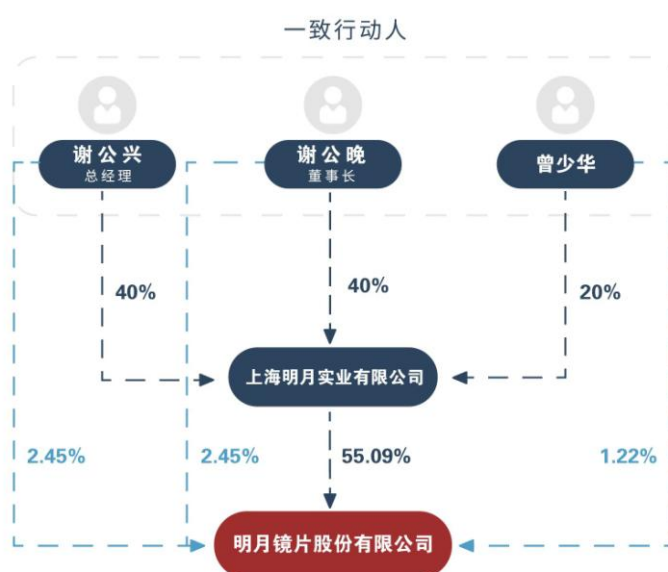 一致行动人
谢公兴
总经理
谢公晚
董事长
曾少华
40%
40%
20%
上海明月实业有限公司
2.45%
2.45%
55.09%
1.22%
明月镜片股份有限公司